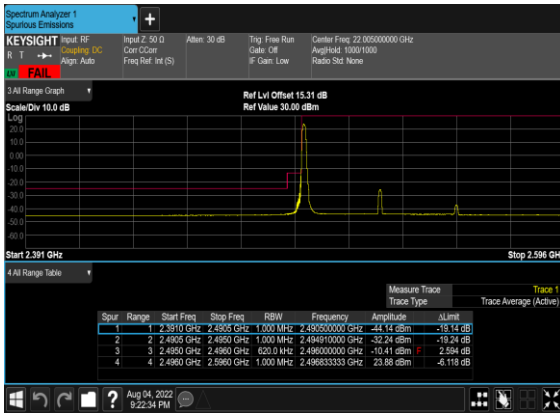 Spectrum Analyzer 1
Spurious Emissions
KEYSIGHT Input: RF Input Z: 50 Ω Atten: 30 dB Trig: Free Run Center Freq: 22.005000000 GHz
R T Coupling: DC Corr CCorr Gate: Off Avg|Hold: 1000/1000
Align: Auto Freq Ref: Int (S) IF Gain: Low Radio Std: None
LW FAIL
3 All Range Graph
Ref Lvl Offset 15.31 dB
Scale/Div 10.0 dB Ref Value 30.00 dBm
Log
20.0
10.0
0.00
-10.0
-20.0
-30.0
-40.0
-50.0
-60.0
Start 2.391 GHz Stop 2.596 GH
4 All Range Table
Measure Trace Trace 1
Trace Type Trace Average (Active)
Spur Range Start Freq Stop Freq RBW Frequency Amplitude ΔLimit
1 1 2.3910 GHz 2.4905 GHz 1.000 MHz 2.490500000 GHz -44.14 dBm -19.14 dB
2 2 2.4905 GHz 2.4950 GHz 1.000 MHz 2.494910000 GHz -32.24 dBm -19.24 dB
3 3 2.4950 GHz 2.4960 GHz 620.0 kHz 2.496000000 GHz -10.41 dBm F 2.594 dB
4 4 2.4960 GHz 2.5960 GHz 1.000 MHz 2.496833333 GHz 23.88 dBm -6.118 dB
Aug 04, 2022
9:22:34 PM